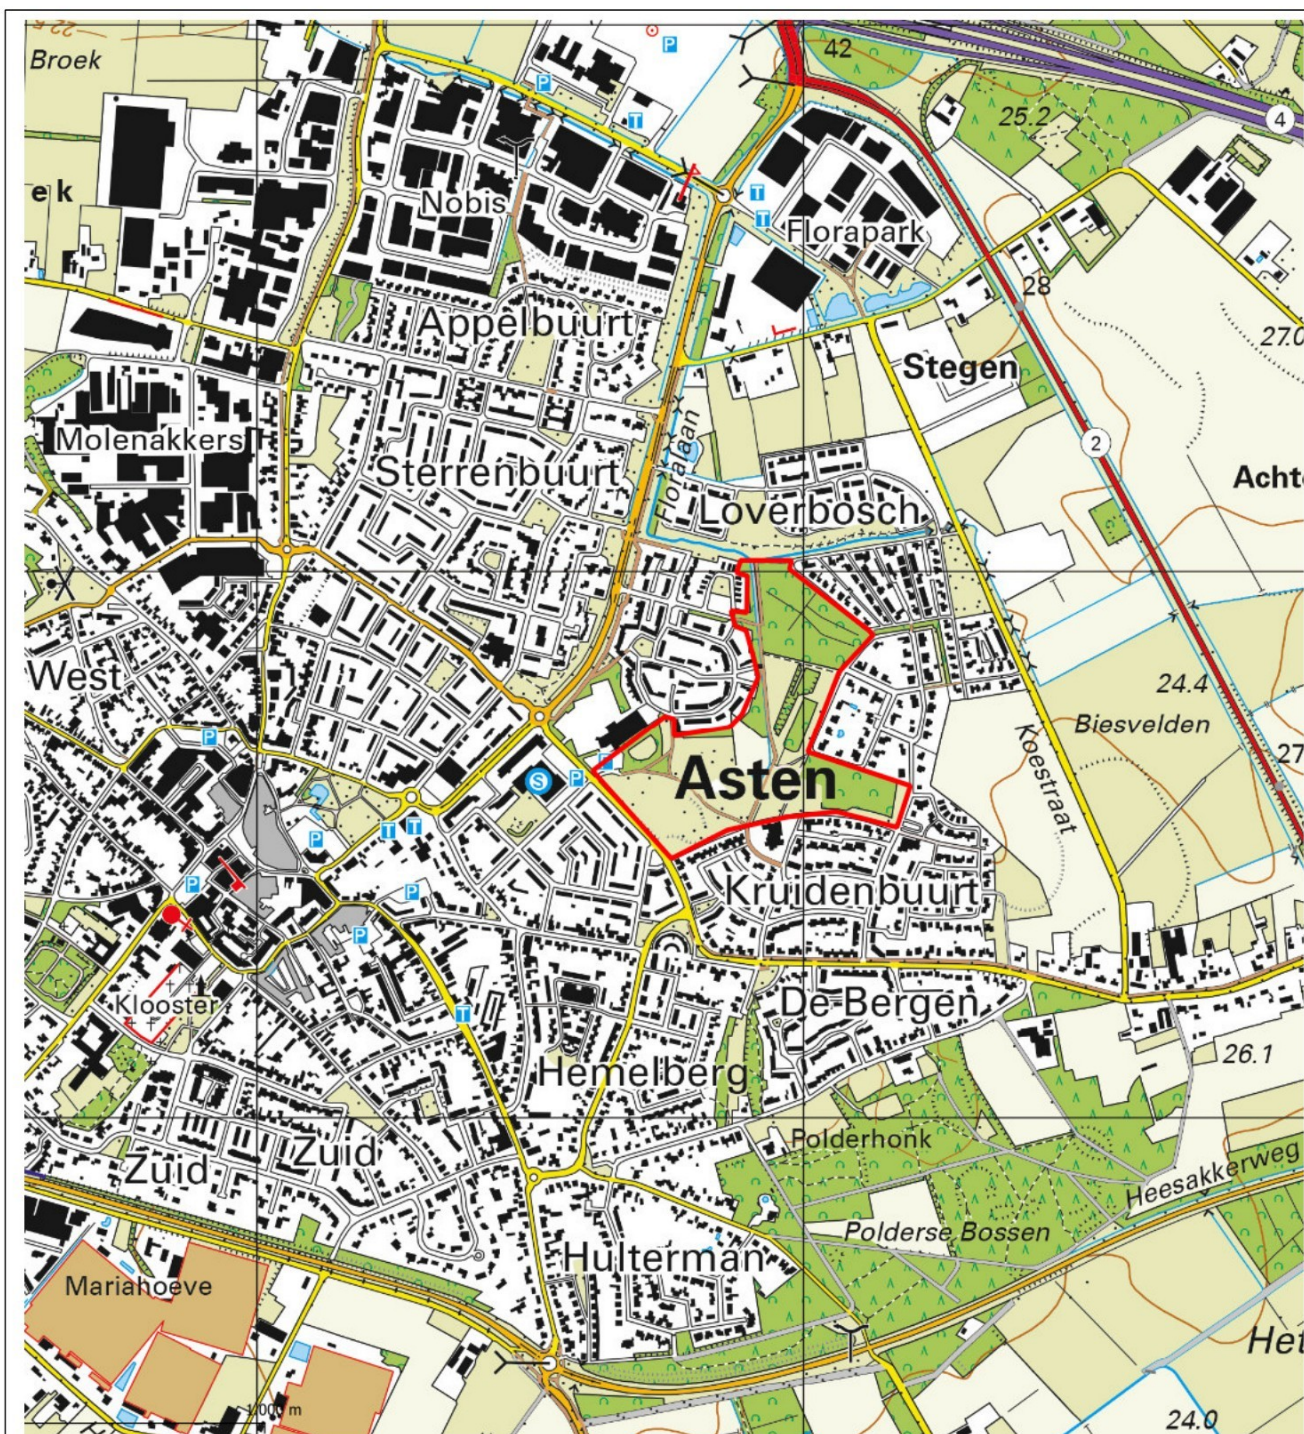 22.5
Broek
P
42
4
25.2
T
ek
Nobis
T
T
Florapark
28
27.0
Appelbuurt
Stegen
Floralaan
2
Molenakkers
Sterrenbuurt
Acht
Loverbosch
West
24.4
Biesvelden
Koestraat
27
P
S
P
Asten
P
T
T
P
P
Kruidenbuurt
P
Klooster
T
De Bergen
26.1
Hemelberg
Polderhonk
Zuid
Zuid
Heesakkerweg
Polderse Bossen
Hulterman
Mariahoeve
Het
1.000 m
24.0